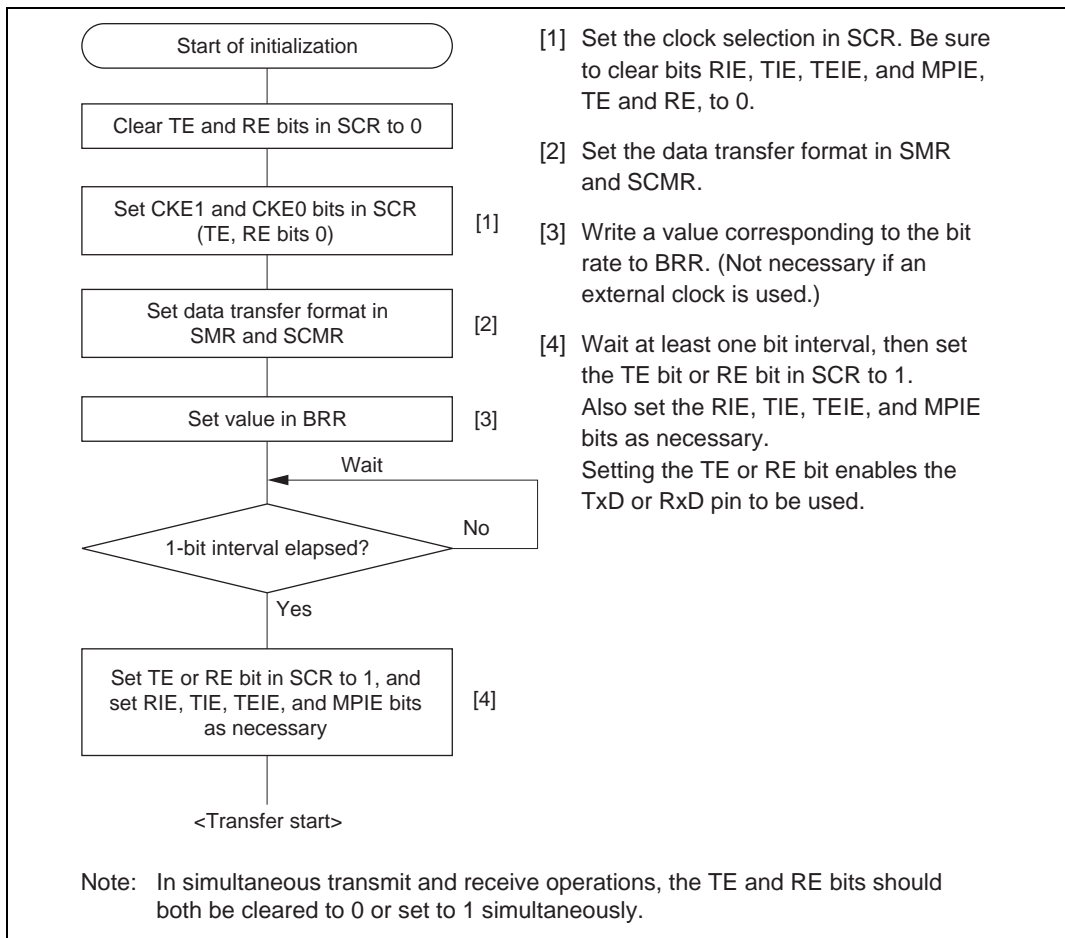 Start of initialization
Clear TE and RE bits in SCR to 0
Set CKE1 and CKE0 bits in SCR
(TE, RE bits 0)
[1]
Set data transfer format in
SMR and SCMR
[2]
Set value in BRR
[3]
Wait
No
1-bit interval elapsed?
Yes
Set TE or RE bit in SCR to 1, and
set RIE, TIE, TEIE, and MPIE bits
as necessary
[4]
<Transfer start>
[1] Set the clock selection in SCR. Be sure
to clear bits RIE, TIE, TEIE, and MPIE,
TE and RE, to 0.
[2] Set the data transfer format in SMR
and SCMR.
[3] Write a value corresponding to the bit
rate to BRR. (Not necessary if an
external clock is used.)
[4] Wait at least one bit interval, then set
the TE bit or RE bit in SCR to 1.
Also set the RIE, TIE, TEIE, and MPIE
bits as necessary.
Setting the TE or RE bit enables the
TxD or RxD pin to be used.
Note: In simultaneous transmit and receive operations, the TE and RE bits should
both be cleared to 0 or set to 1 simultaneously.